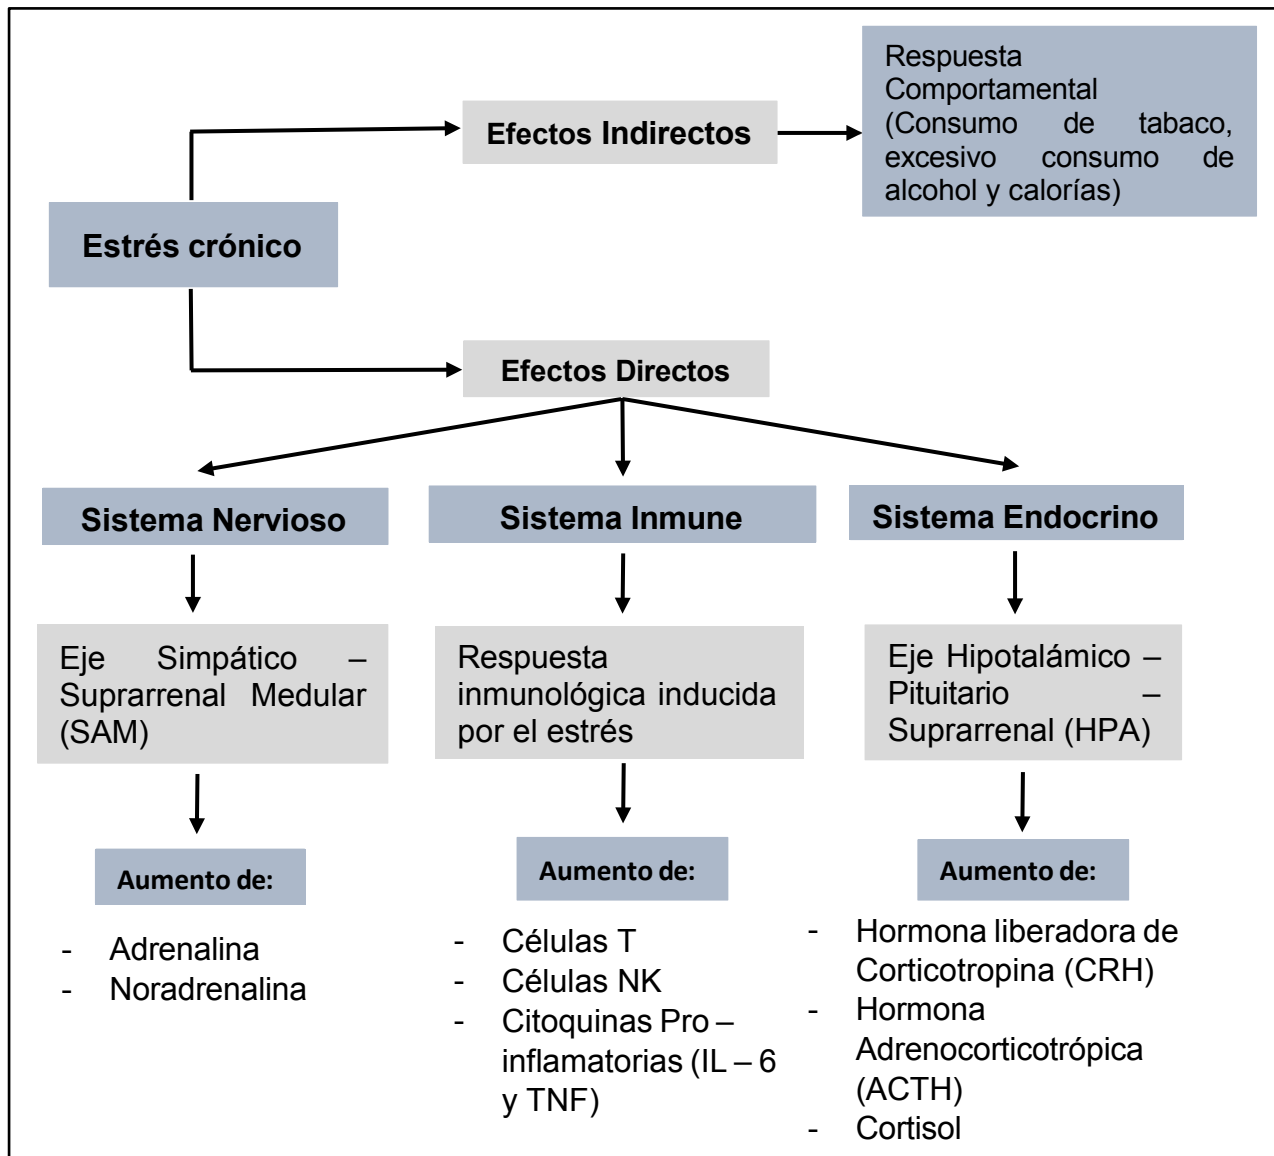 Respuesta
Comportamental
(Consumo de tabaco,
excesivo consumo de
alcohol y calorías)
Efectos Indirectos
Estrés crónico
Efectos Directos
Sistema Nervioso
Sistema Inmune
Sistema Endocrino
Eje Simpático –
Suprarrenal Medular
(SAM)
Respuesta
inmunológica inducida
por el estrés
Eje Hipotalámico –
Pituitario –
Suprarrenal (HPA)
Aumento de:
- Adrenalina
- Noradrenalina
Aumento de:
- Células T
- Células NK
- Citoquinas Pro –
inflamatorias (IL – 6
y TNF)
Aumento de:
- Hormona liberadora de
Corticotropina (CRH)
- Hormona
Adrenocorticotrópica
(ACTH)
- Cortisol